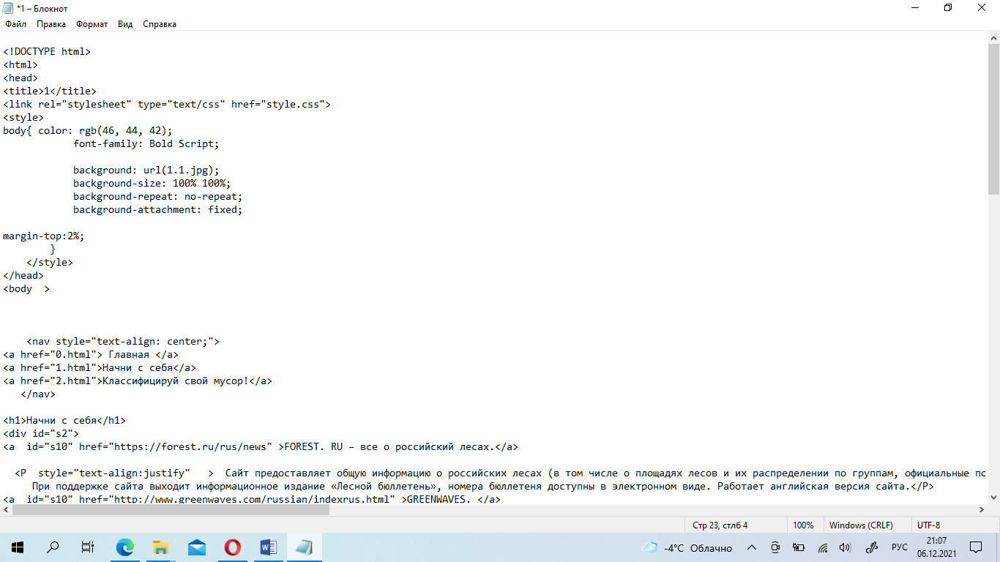 *1 – Блокнот
Файл Правка Формат Вид Справка
<!DOCTYPE html>
<html>
<head>
<title>1</title>
<link rel="stylesheet" type="text/css" href="style.css">
<style>
body{ color: rgb(46, 44, 42);
font-family: Bold Script;
background: url(1.1.jpg);
background-size: 100% 100%;
background-repeat: no-repeat;
background-attachment: fixed;
margin-top:2%;
}
</style>
</head>
<body  >
<nav style="text-align: center;">
<a href="0.html"> Главная </a>
<a href="1.html">Начни с себя</a>
<a href="2.html">Классифицируй свой мусор!</a>
</nav>
<h1>Начни с себя</h1>
<div id="s2">
<a  id="s10" href="https://forest.ru/rus/news" >FOREST. RU – все о российский лесах.</a>
<P  style="text-align:justify"   >  Сайт предоставляет общую информацию о российских лесах (в том числе о площадях лесов и их распределении по группам, официальные по
При поддержке сайта выходит информационное издание «Лесной бюллетень», номера бюллетеня доступны в электронном виде. Работает английская версия сайта.</P>
<a  id="s10" href="http://www.greenwaves.com/russian/indexrus.html" >GREENWAVES. </a>
Стр 23, стлб 4 100% Windows (CRLF) UTF-8
-4°C Облачно РУС 21:07
06.12.2021